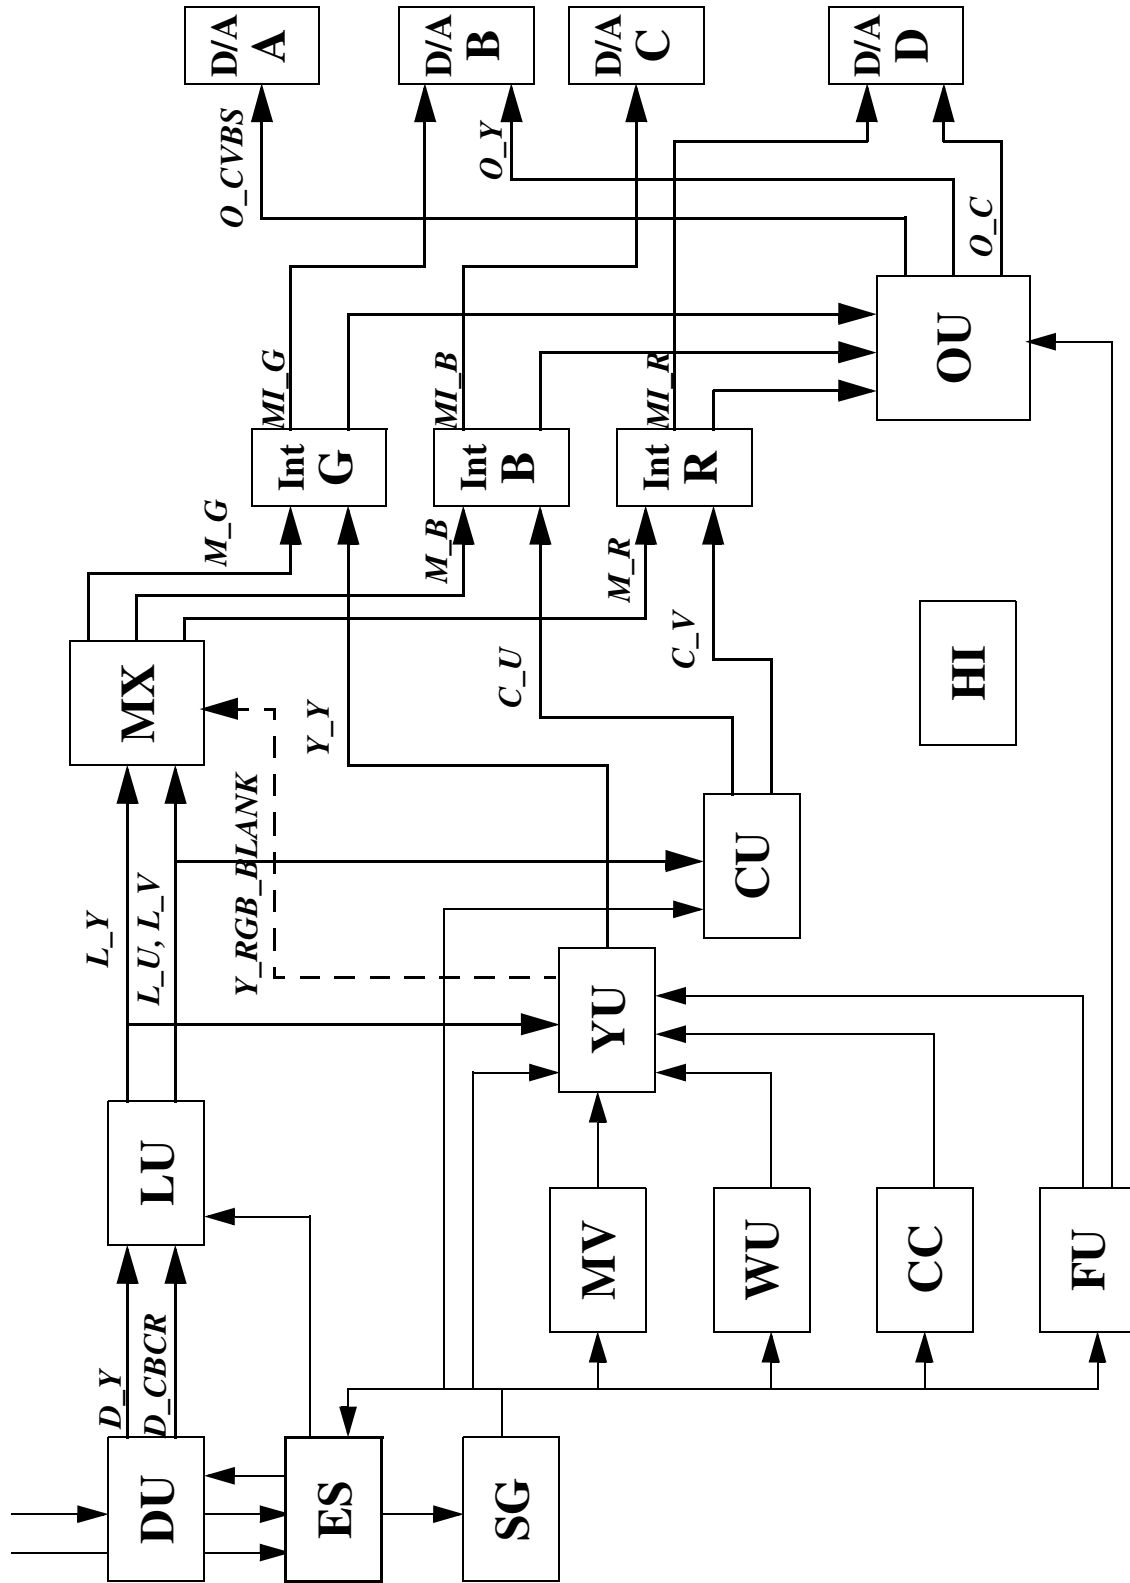 D/A
A
D/A
B
D/A
C
D/A
D
O_CVBS
O_Y
O_C
MI_G
MI_B
MI_R
OU
Int
G
Int
B
Int
R
M_G
M_B
M_R
MX
Y_Y
C_U
C_V
HI
L_Y
L_U, L_V
Y_RGB_BLANK
CU
YU
LU
MV
WU
CC
FU
D_Y
D_CBCR
DU
ES
SG